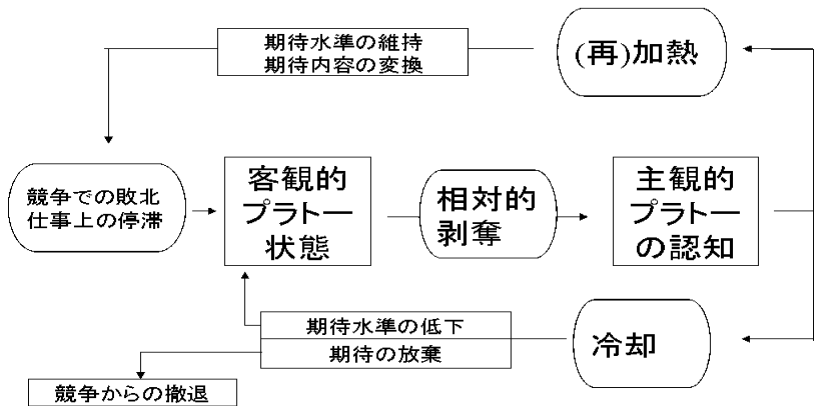 期待水準の維持
期待内容の変換
(再)加熱
競争での敗北
仕事上の停滞
客観的
プラトー
状態
相対的
剥奪
主観的
プラトー
の認知
期待水準の低下
期待の放棄
冷却
競争からの撤退